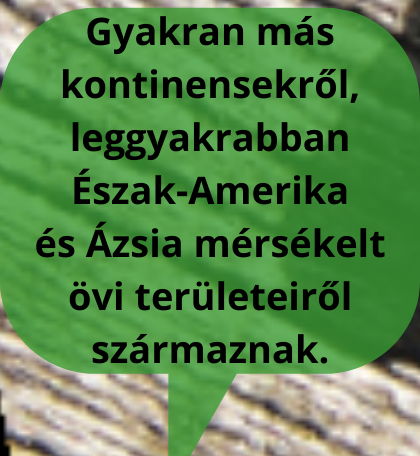 Gyakran más
kontinensekről,
leggyakrabban
Észak-Amerika
és Ázsia mérsékelt
övi területeiről
származnak.